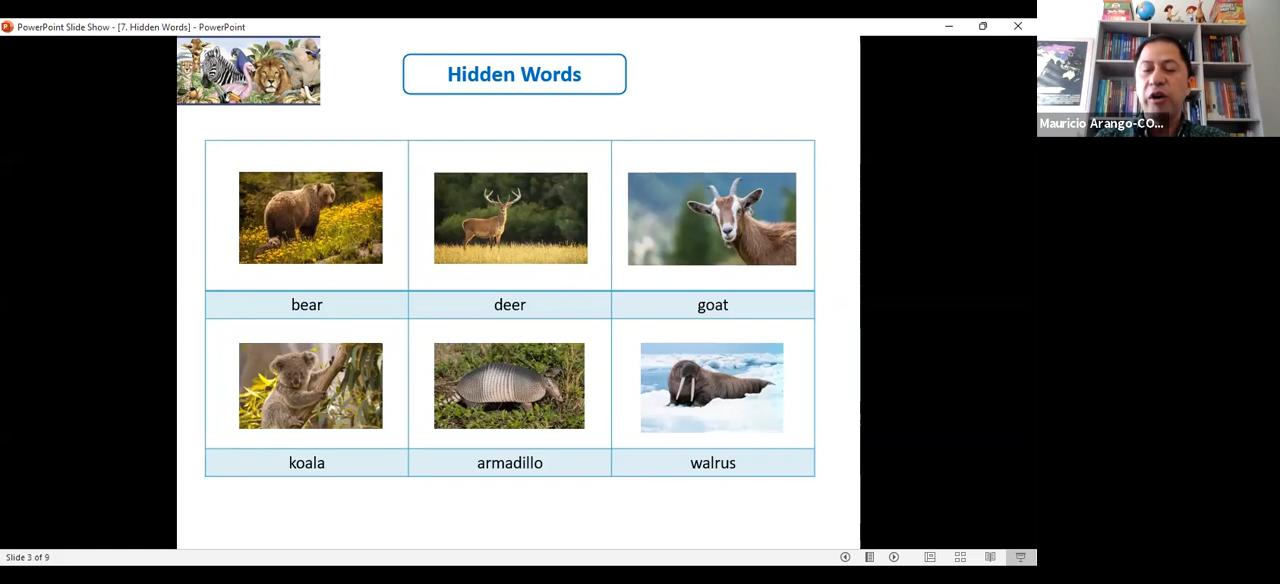 PowerPoint Slide Show - [7. Hidden Words] - PowerPoint
Hidden Words
bear
deer
goat
koala
armadillo
walrus
Slide 3 of 9
Mauricio Arango-CO...